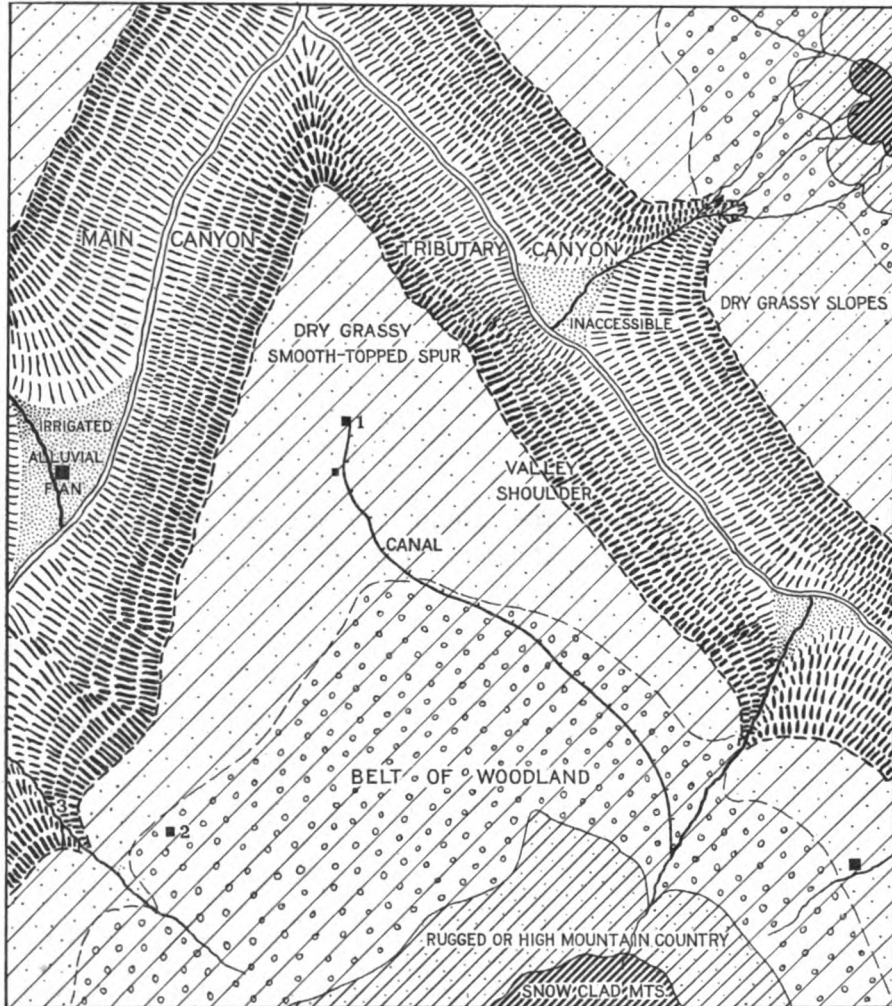 MAIN CANYON
TRIBUTARY CANYON
DRY GRASSY SLOPES
INACCESSIBLE
DRY GRASSY
SMOOTH-TOPPED SPUR
1
IRRIGATED
ALLUVIAL
FAN
VALLEY
SHOULDER
CANAL
BELT OF WOODLAND
3
2
RUGGED OR HIGH MOUNTAIN COUNTRY
SNOW CLAD MTS.